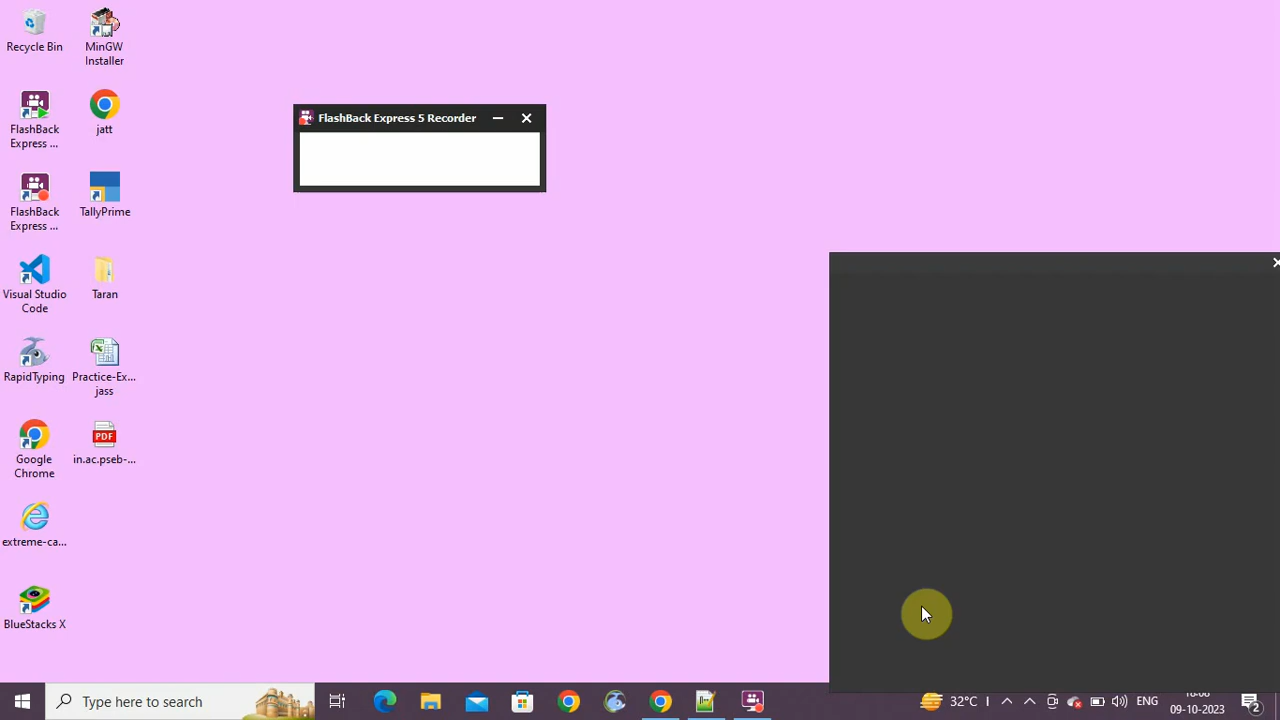 Recycle Bin
MinGW
Installer
FlashBack
Express ...
jatt
FlashBack
Express ...
TallyPrime
Visual Studio
Code
Taran
RapidTyping
Practice-Ex...
jass
Google
Chrome
PDF
in.ac.pseb-...
extreme-ca...
BlueStacks X
FlashBack Express 5 Recorder
Type here to search
32°C
ENG
09-10-2023
2